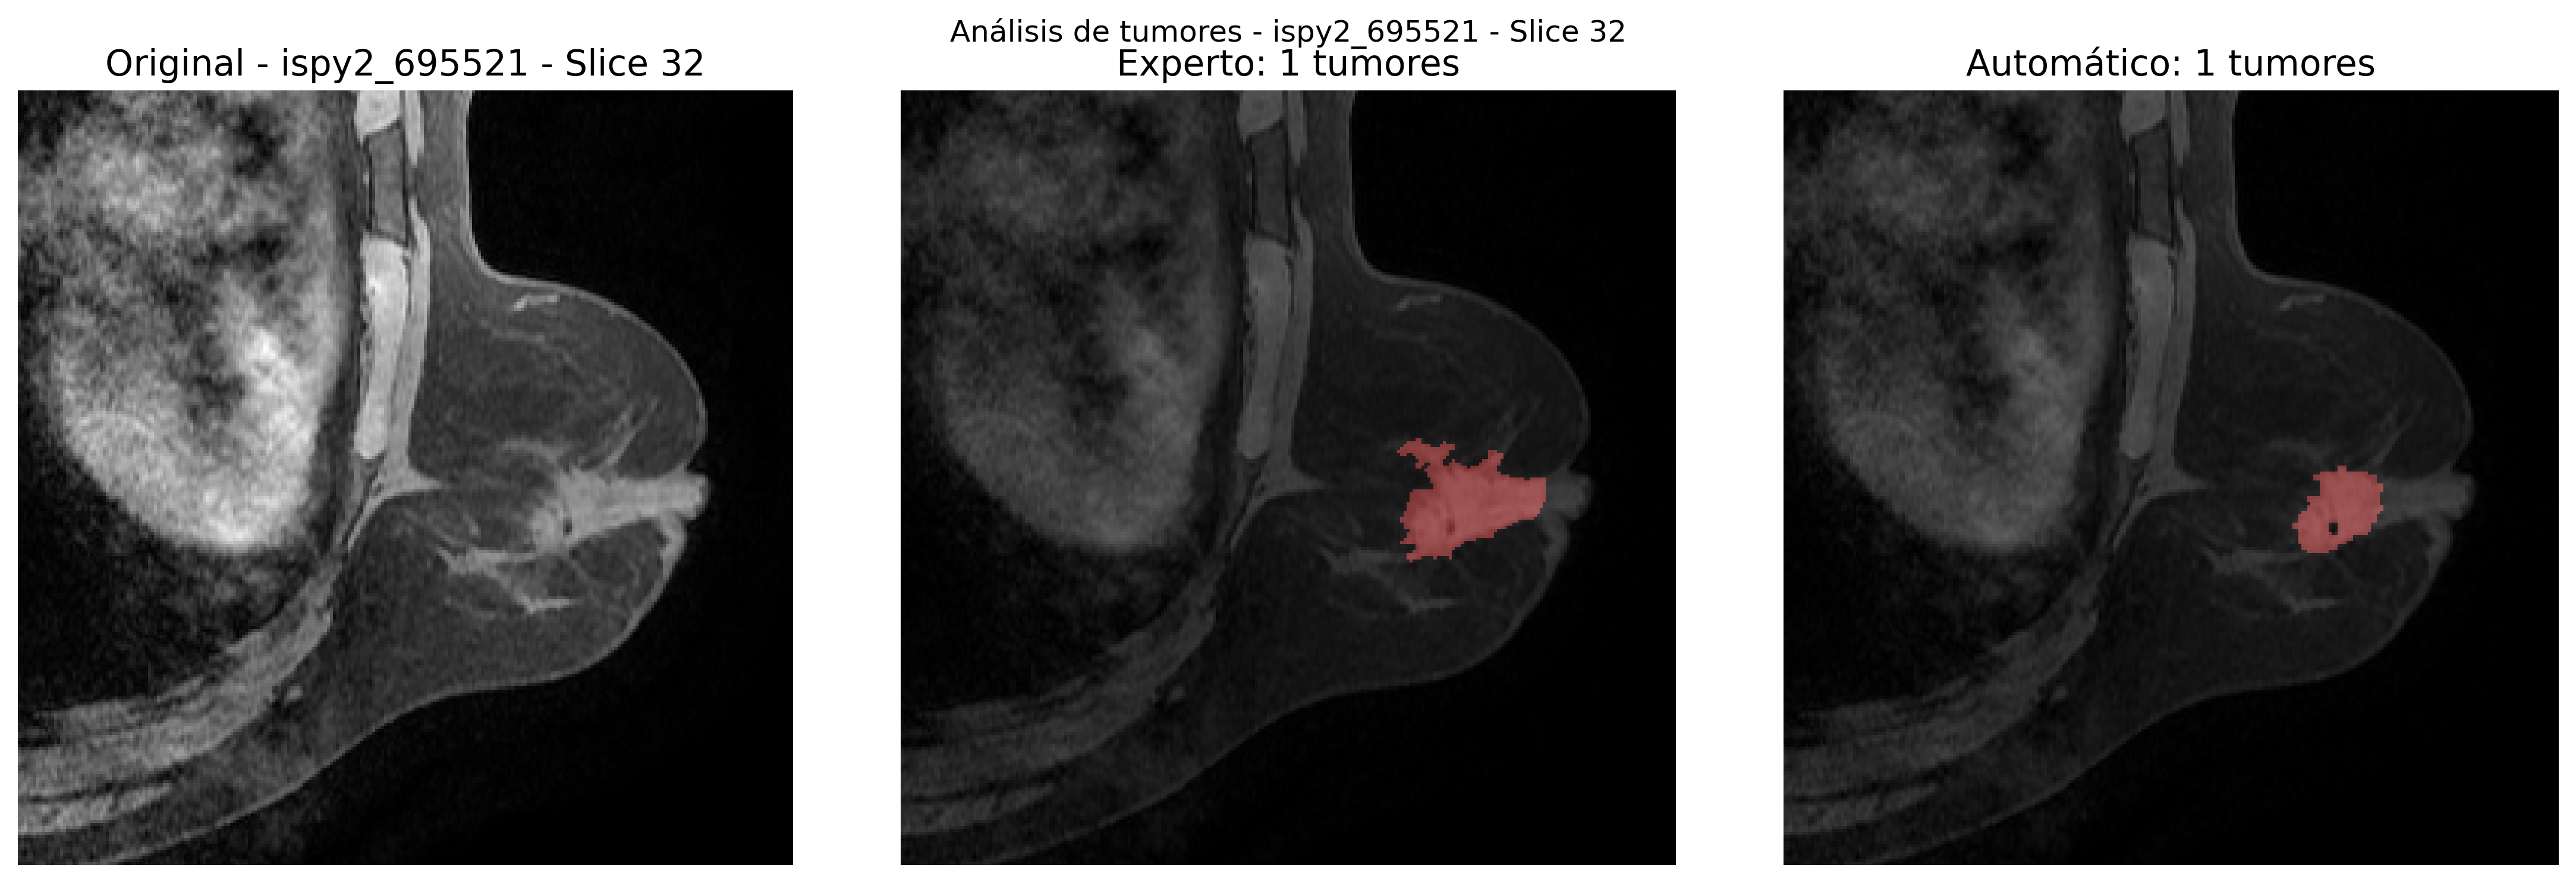 Análisis de tumores - ispy2_695521 - Slice 32
Original - ispy2_695521 - Slice 32
Experto: 1 tumores
Automático: 1 tumores